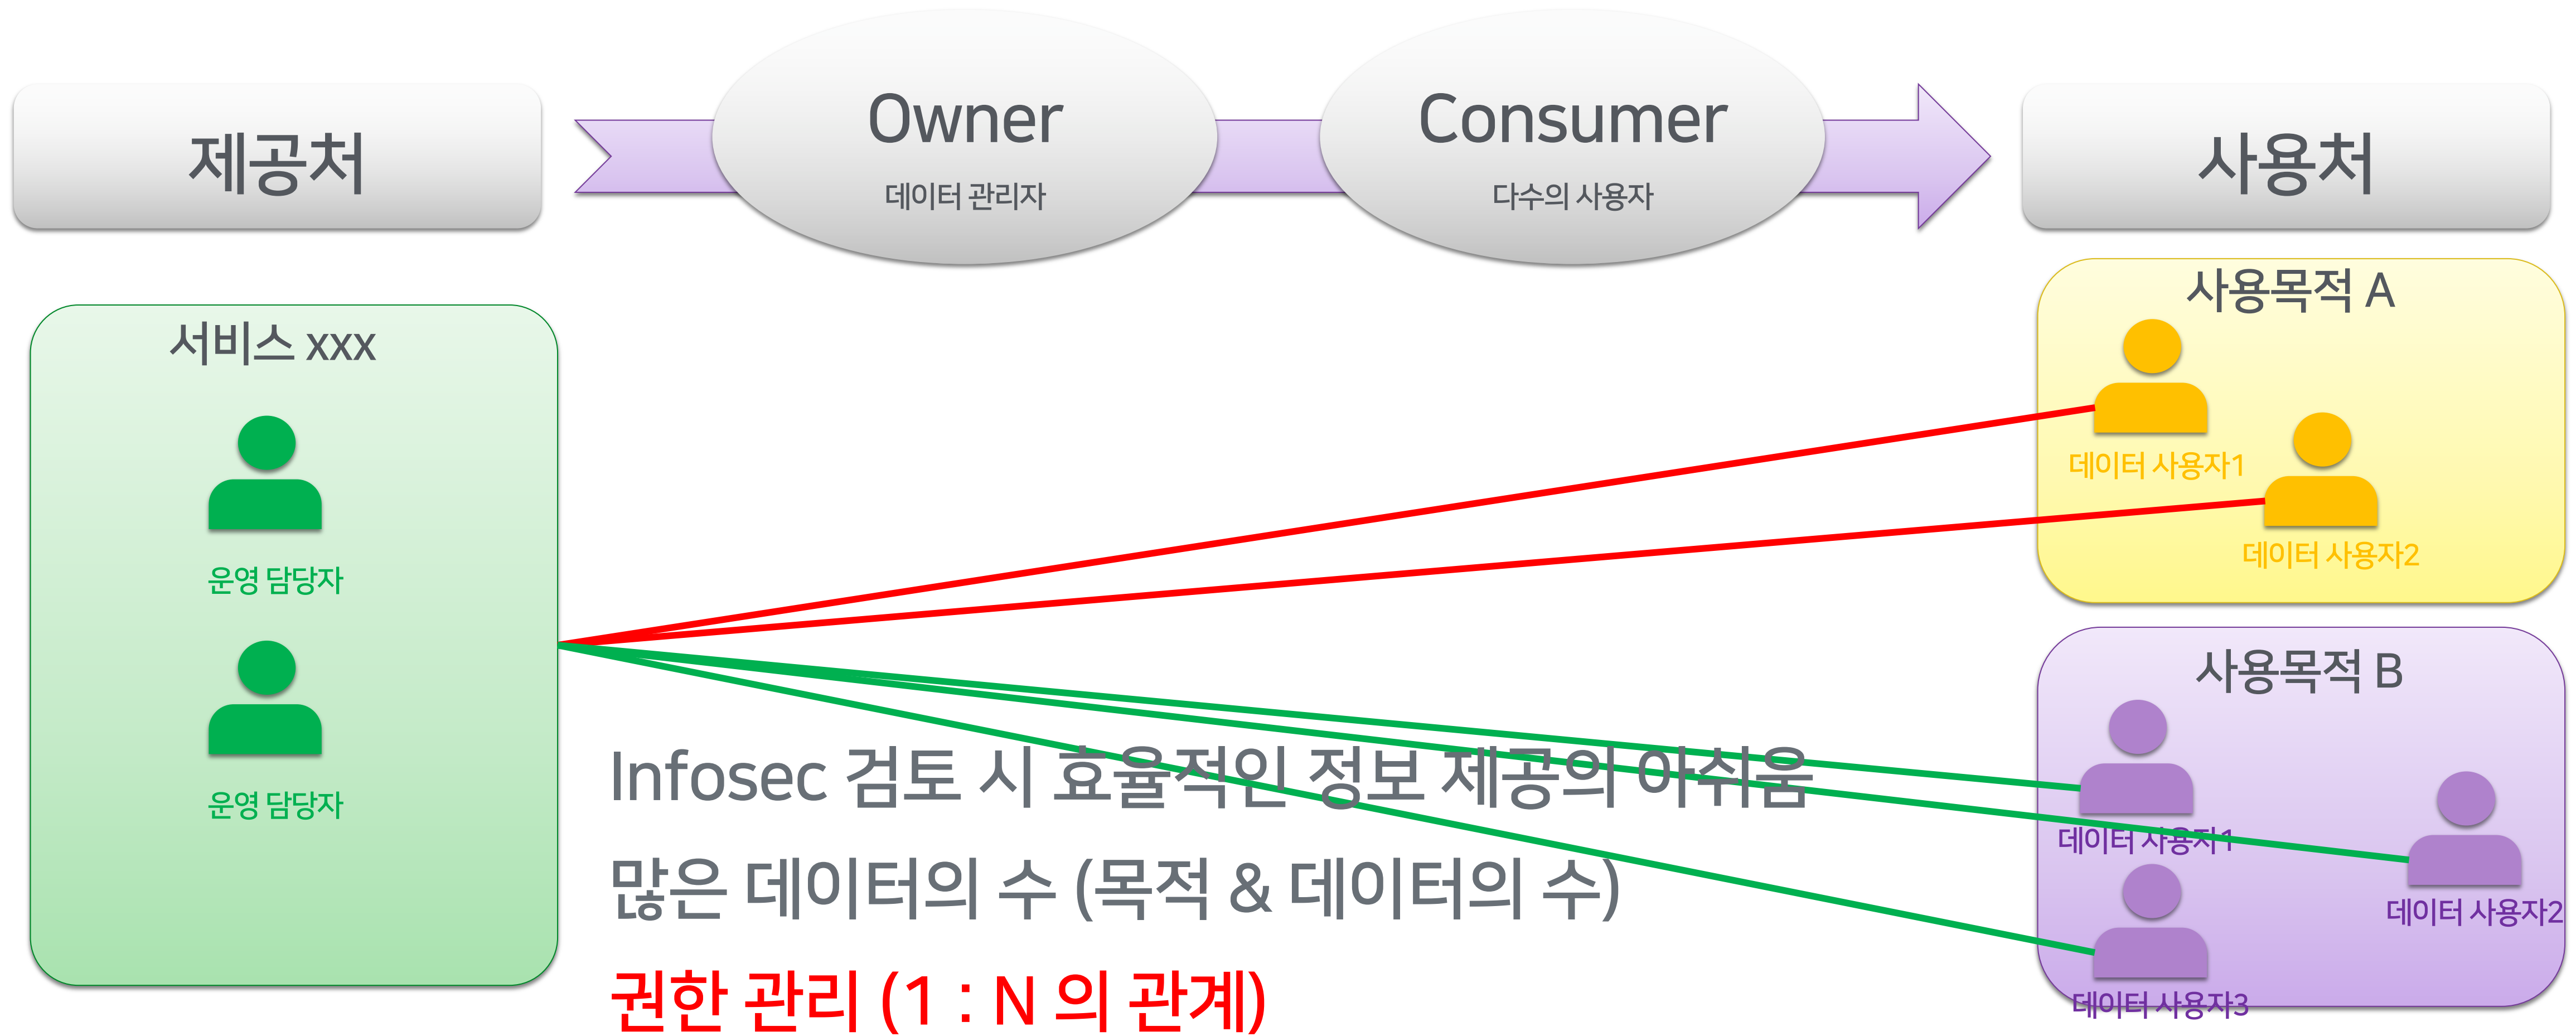 제공처
Owner
데이터 관리자
Consumer
다수의 사용자
사용처
서비스 xxx
운영 담당자
운영 담당자
사용목적 A
데이터 사용자1
데이터 사용자2
사용목적 B
데이터 사용자1
데이터 사용자2
데이터 사용자3
Infosec 검토 시 효율적인 정보 제공의 아쉬움
많은 데이터의 수 (목적 & 데이터의 수)
권한 관리 (1 : N 의 관계)